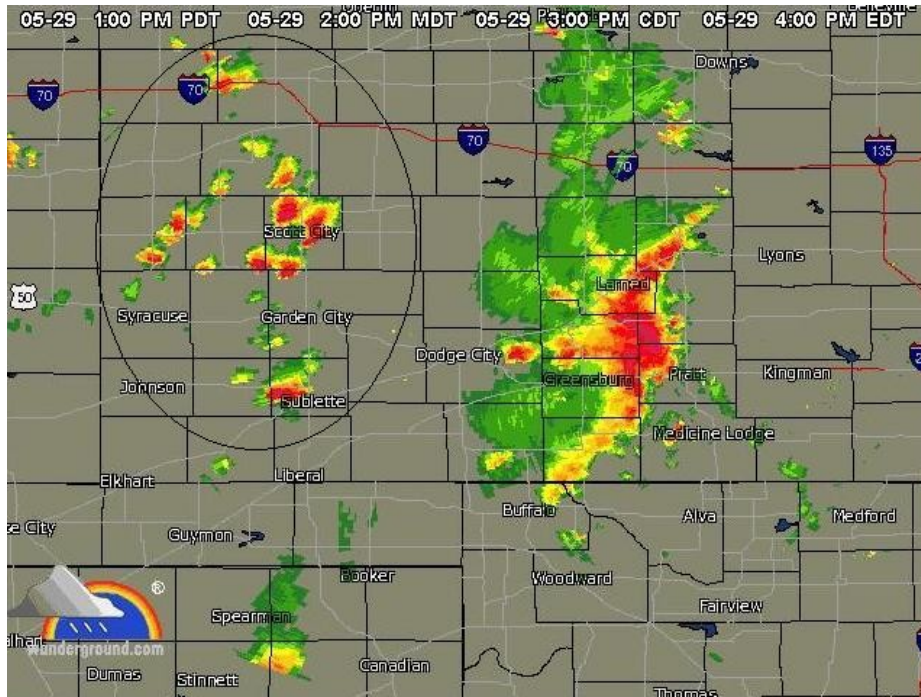 05-29 1:00 PM PDT 05-29 2:00 PM MDT 05-29 3:00 PM CDT 05-29 4:00 PM EDT
Downs
70
70
70
70
135
Scott City
Lyons
Larned
50
Syracuse
Garden City
Dodge City
Johnson
Greensburg
Pratt
Kingman
Sublette
Medicine Lodge
Elkhart
Liberal
Buffalo
Alva
Medford
Guymon
Booker
Woodward
®
Spearman
Fairview
wunderground.com
Dumas
Stinnett
Canadian
Thomas